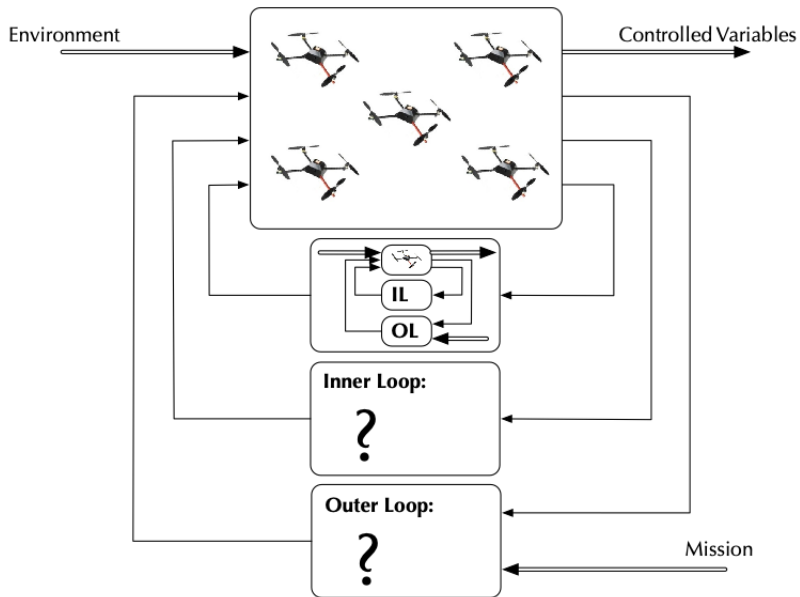 Environment
Controlled Variables
IL
OL
Inner Loop:
?
Outer Loop:
?
Mission